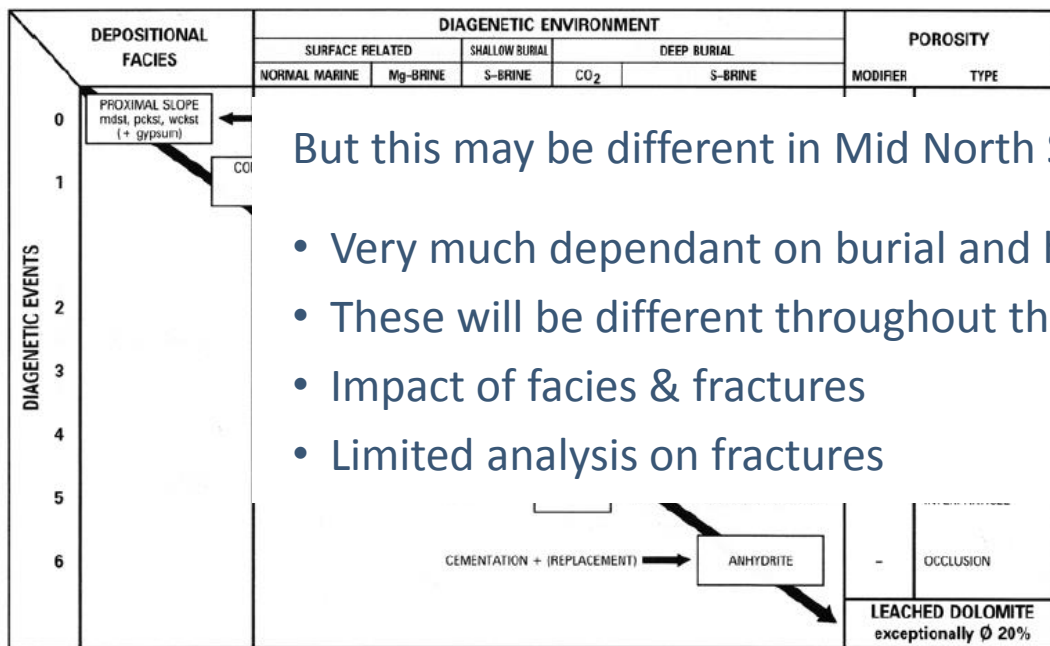 DEPOSITIONAL FACIES
DIAGENETIC ENVIRONMENT
POROSITY
SURFACE RELATED
SHALLOW BURIAL
DEEP BURIAL
NORMAL MARINE
Mg-BRINE
S-BRINE
CO2
S-BRINE
MODIFIER
TYPE
DIAGENETIC EVENTS
0
PROXIMAL SLOPE
mdst, pckst, wckst
(+ gypsum)
But this may be different in Mid North
1
• Very much dependant on burial and
2
• These will be different throughout
3
• Impact of facies & fractures
4
• Limited analysis on fractures
5
6
CEMENTATION + (REPLACEMENT)
ANHYDRITE
–
OCCLUSION
LEACHED DOLOMITE
exceptionally Ø 20%